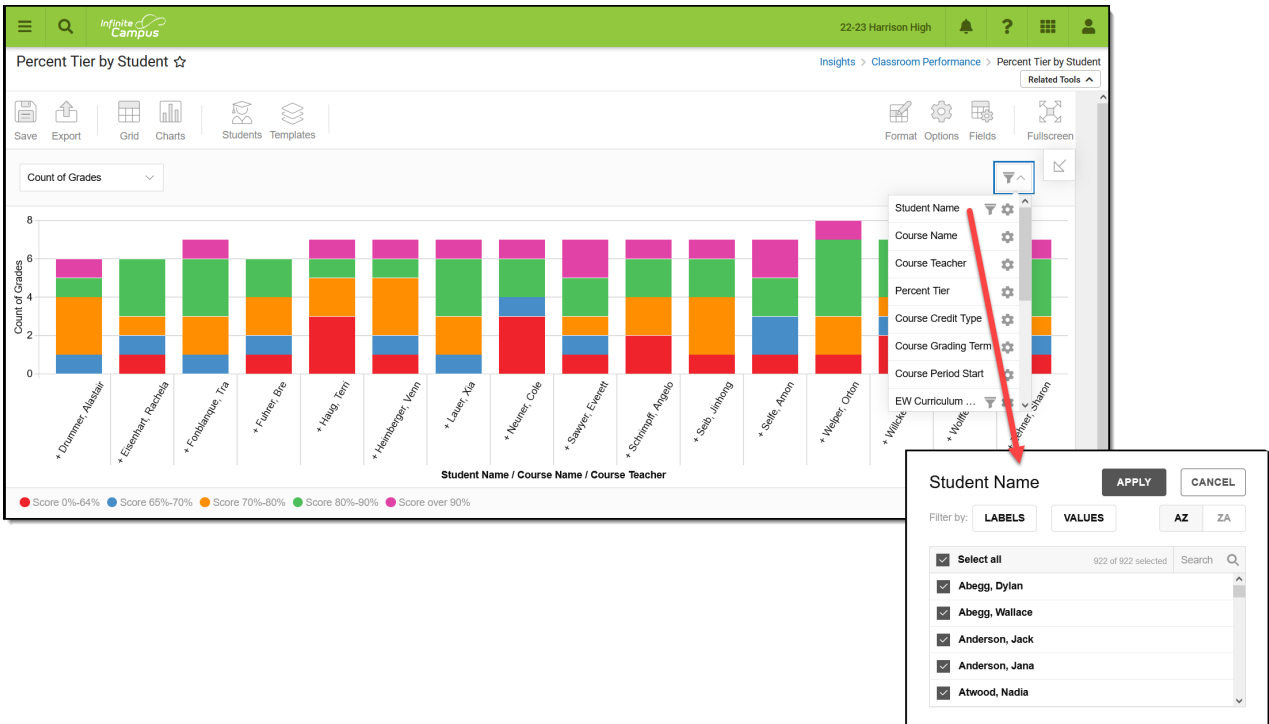 Infinite Campus
22-23 Harrison High
?
Percent Tier by Student
Insights > Classroom Performance > Percent Tier by Student
Related Tools
Save Export Grid Charts Students Templates Format Options Fields Fullscreen
Count of Grades
Student Name
Course Name
Course Teacher
Percent Tier
Course Credit Type
Course Grading Term
Course Period Start
EW Curriculum ...
Count of Grades
8
6
4
2
0
+ Drummer, Alastair
+ Eisenhart, Rachela
+ Fonblanque, Tra
+ Fuhrer, Bre
+ Haug, Terri
+ Heimberger, Venn
+ Lauer, Xia
+ Neuner, Cole
+ Sawyer, Everett
+ Schrimpff, Angelo
+ Seib, Jinhong
+ Selfe, Amon
+ Welper, Orton
+ Willcke
+ Wolffe
Sharon
Student Name / Course Name / Course Teacher
Score 0%-64% Score 65%-70% Score 70%-80% Score 80%-90% Score over 90%
Student Name APPLY CANCEL
Filter by: LABELS VALUES AZ ZA
Select all 922 of 922 selected Search
Abegg, Dylan
Abegg, Wallace
Anderson, Jack
Anderson, Jana
Atwood, Nadia